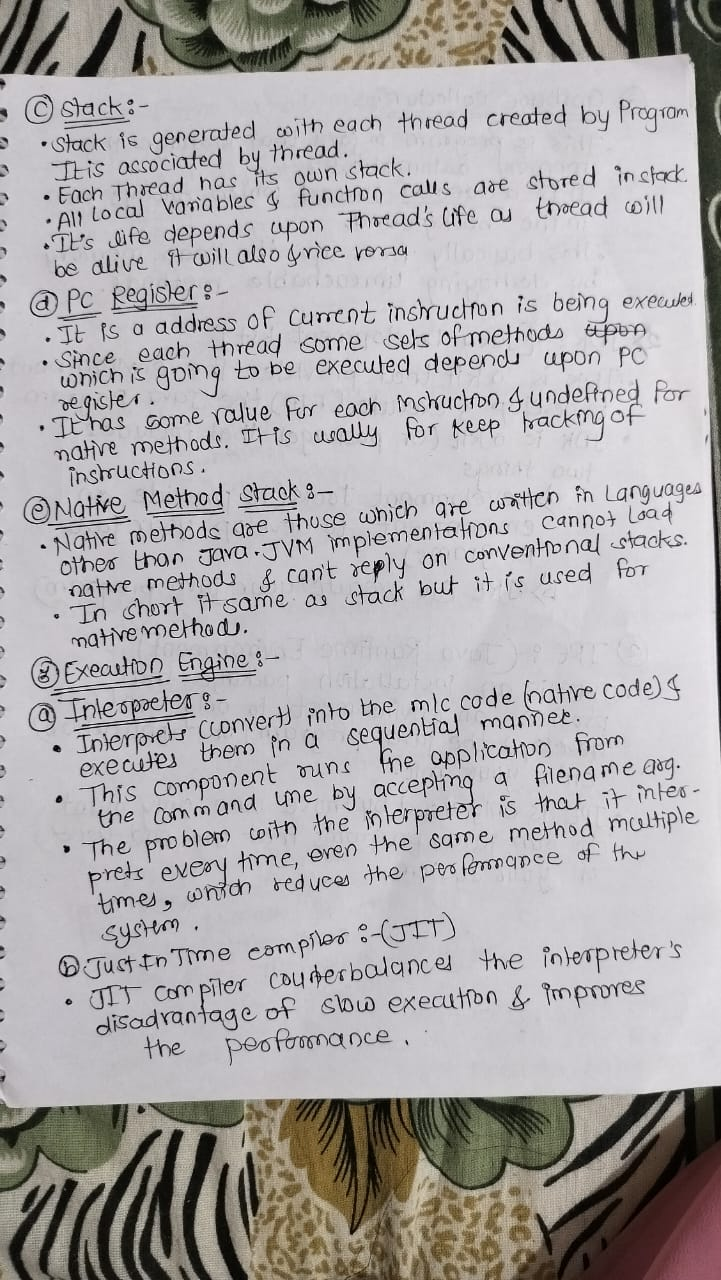 (C) Stack :-
• Stack is generated with each thread created by Program
It is associated by thread.
• Each Thread has its own stack.
• All Local Variables & function calls are stored in stack
• It's life depends upon Thread's life as thread will
be alive it will also & vice versa
(d) PC Register :-
• It is a address of current instruction is being executed.
• Since each thread some sets of methods upon
which is going to be executed depends upon PC
register.
• It has some value for each instruction & undefined for
native methods. It is usally for keep tracking of
instructions.
(e) Native Method Stack :-
• Native methods are those which are written in Languages
other than Java. JVM implementations cannot load
native methods & can't reply on conventional stacks.
• In short it same as stack but it is used for
native method.
(3) Execution Engine :-
(a) Interpreter :-
• Interprets (convert) into the m/c code (native code) &
executes them in a sequential manner.
• This component runs the application from
the command line by accepting a filename arg.
• The problem with the interpreter is that it inter-
prets every time, even the same method multiple
times, which reduces the performance of the
system.
(b) Just In Time compiler :- (JIT)
• JIT compiler counterbalances the interpreter's
disadvantage of slow execution & improves
the performance.